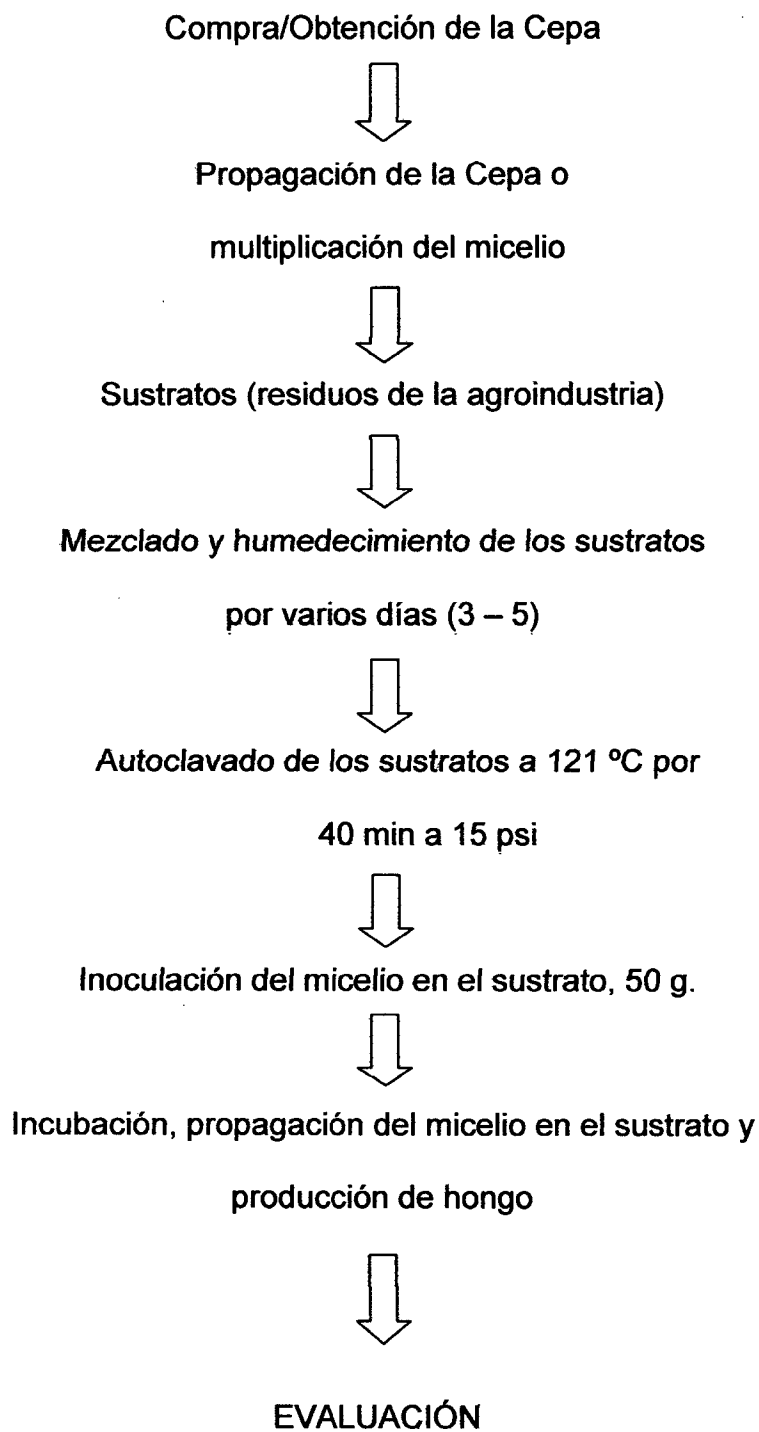 Compra/Obtención de la Cepa
Propagación de la Cepa o
multiplicación del micelio
Sustratos (residuos de la agroindustria)
Mezclado y humedecimiento de los sustratos
por varios días (3 – 5)
Autoclavado de los sustratos a 121 ºC por
40 min a 15 psi
Inoculación del micelio en el sustrato, 50 g.
Incubación, propagación del micelio en el sustrato y
producción de hongo
EVALUACIÓN